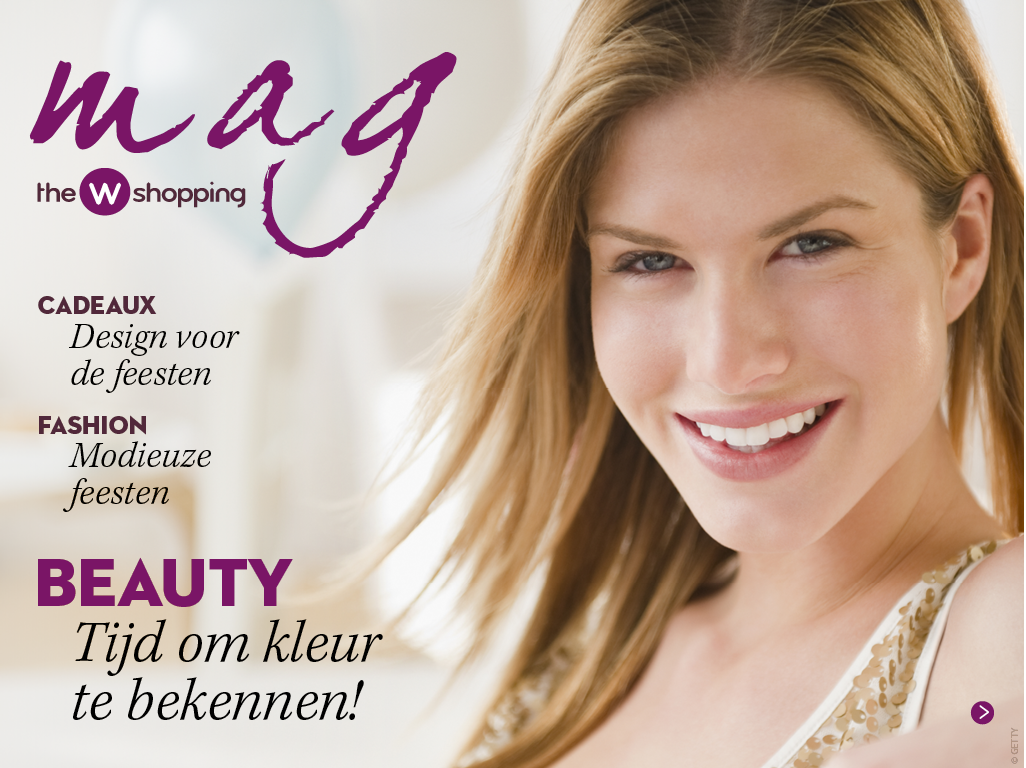 mag
the W shopping
CADEAUX
Design voor
de feesten
FASHION
Modieuze
feesten
BEAUTY
Tijd om kleur
te bekennen!
© GETTY